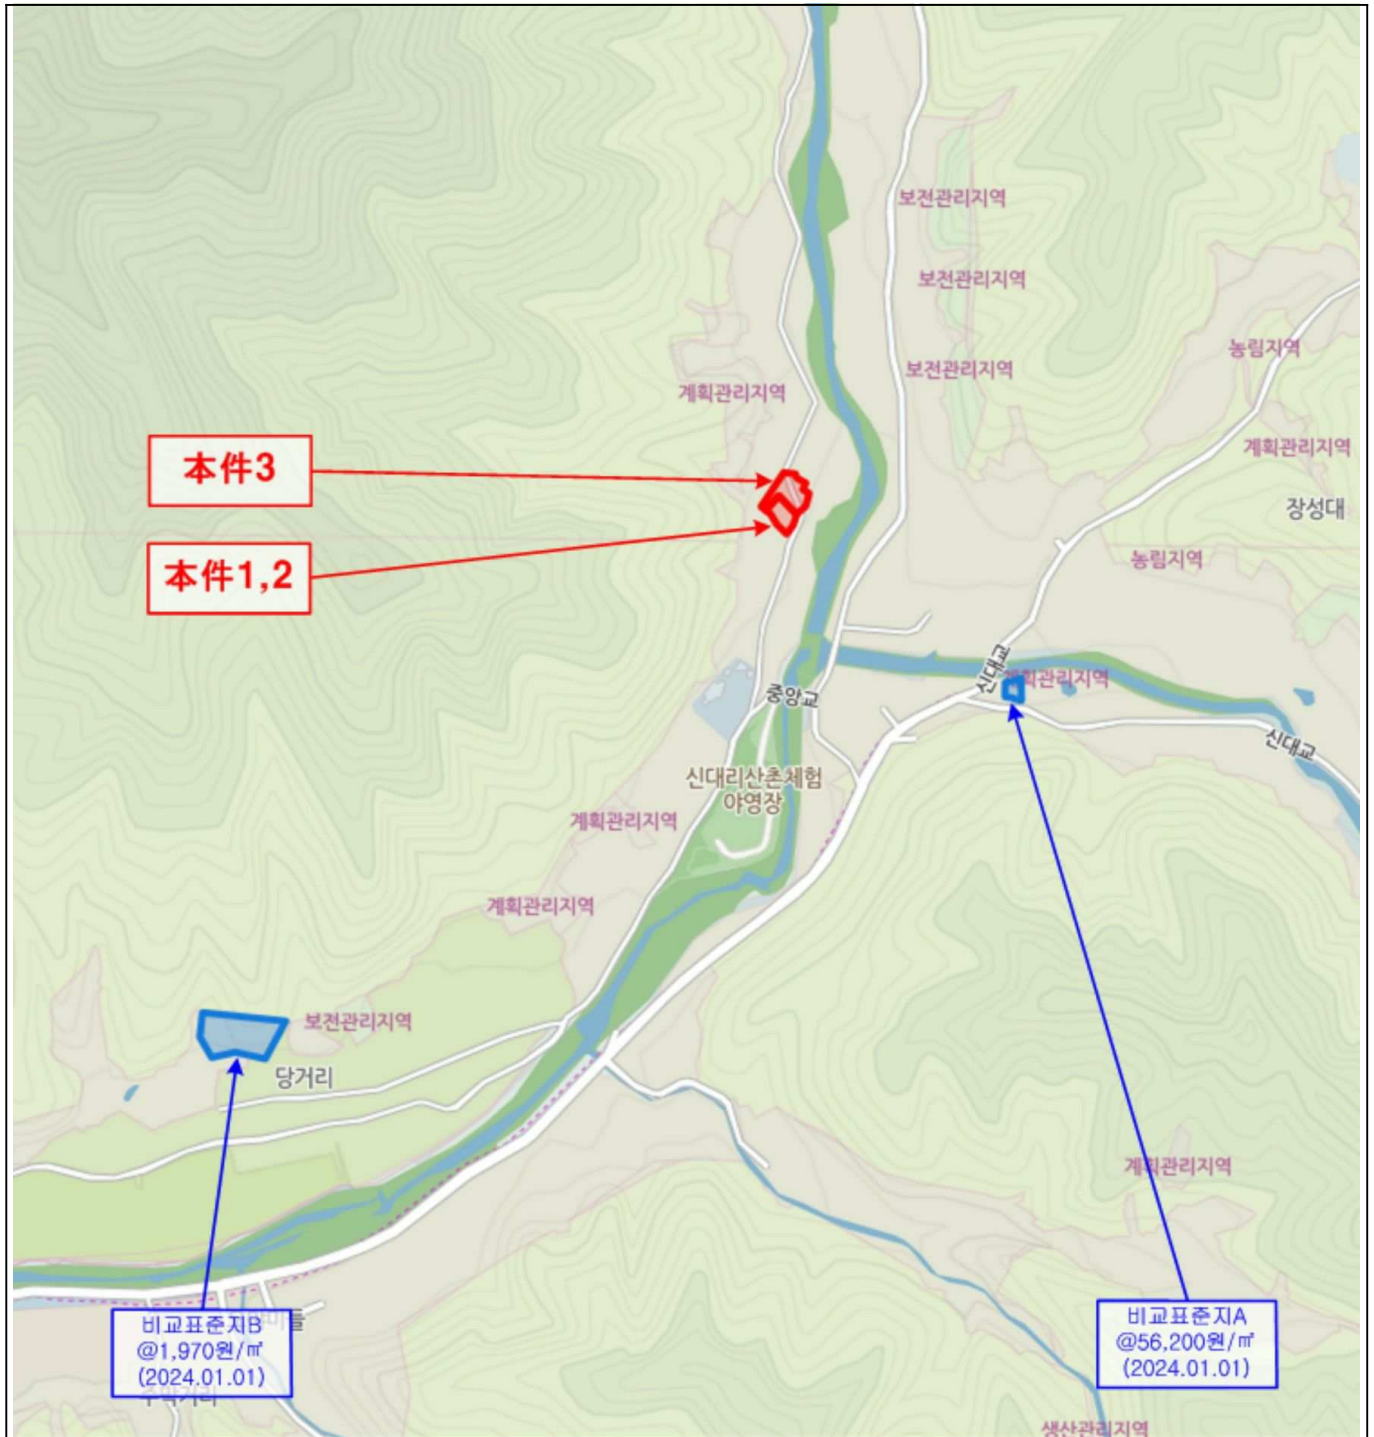 보전관리지역
보전관리지역
농림지역
보전관리지역
계획관리지역
本件3
계획관리지역
장성대
本件1,2
농림지역
신대교
계획관리지역
중앙교
신대교
신대리산촌체험
야영장
계획관리지역
계획관리지역
보전관리지역
당거리
계획관리지역
비교표준지B
@1,970원/㎡
(2024.01.01)
비교표준지A
@56,200원/㎡
(2024.01.01)
생산관리지역